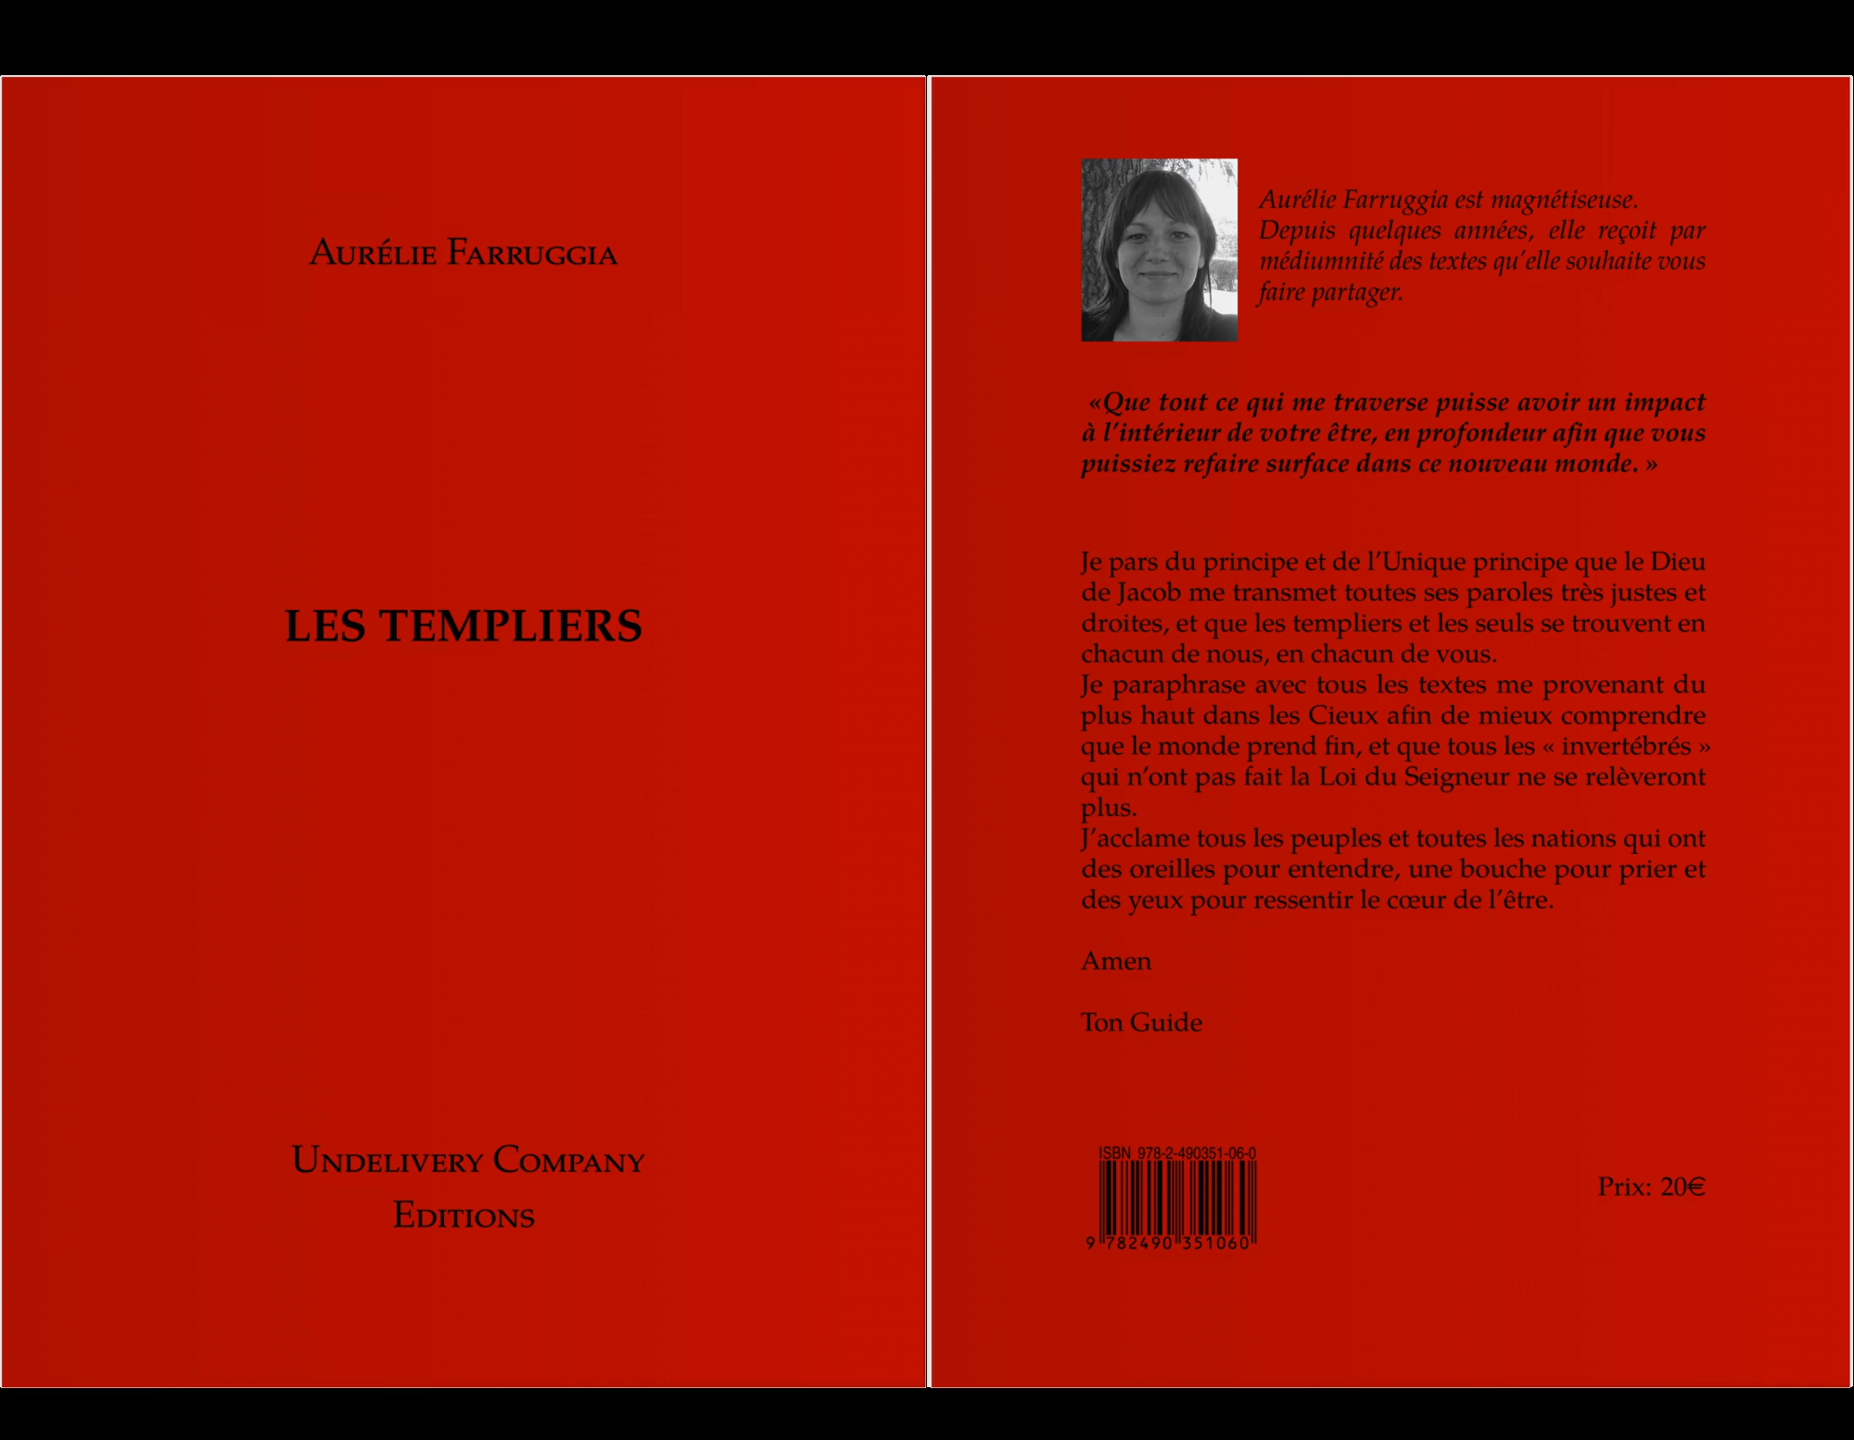 Aurélie Farruggia
LES TEMPLIERS
Undelivery Company
Editions
Aurélie Farruggia est magnétiseuse.
Depuis quelques années, elle reçoit par
médiumnité des textes qu'elle souhaite vous
faire partager.
«Que tout ce qui me traverse puisse avoir un impact
à l'intérieur de votre être, en profondeur afin que vous
puissiez refaire surface dans ce nouveau monde. »
Je pars du principe et de l'Unique principe que le Dieu
de Jacob me transmet toutes ses paroles très justes et
droites, et que les templiers et les seuls se trouvent en
chacun de nous, en chacun de vous.
Je paraphrase avec tous les textes me provenant du
plus haut dans les Cieux afin de mieux comprendre
que le monde prend fin, et que tous les « invertébrés »
qui n'ont pas fait la Loi du Seigneur ne se relèveront
plus.
J'acclame tous les peuples et toutes les nations qui ont
des oreilles pour entendre, une bouche pour prier et
des yeux pour ressentir le cœur de l'être.
Amen
Ton Guide
ISBN 978-2-490351-06-0
9 782490 351060
Prix: 20€